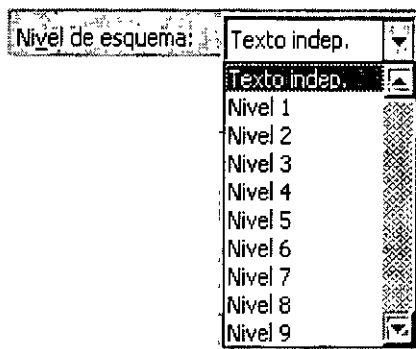 Nivel de esquema: Texto indep.
Texto indep.
Nivel 1
Nivel 2
Nivel 3
Nivel 4
Nivel 5
Nivel 6
Nivel 7
Nivel 8
Nivel 9